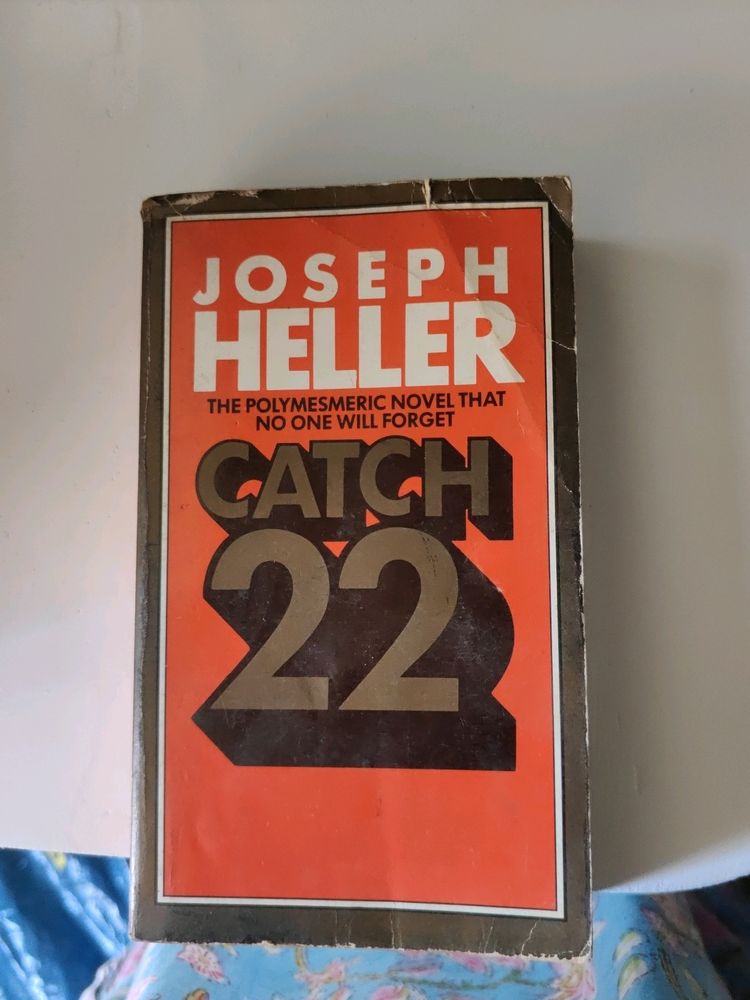 JOSEPH
HELLER
THE POLYMESMERIC NOVEL THAT
NO ONE WILL FORGET
CATCH
22